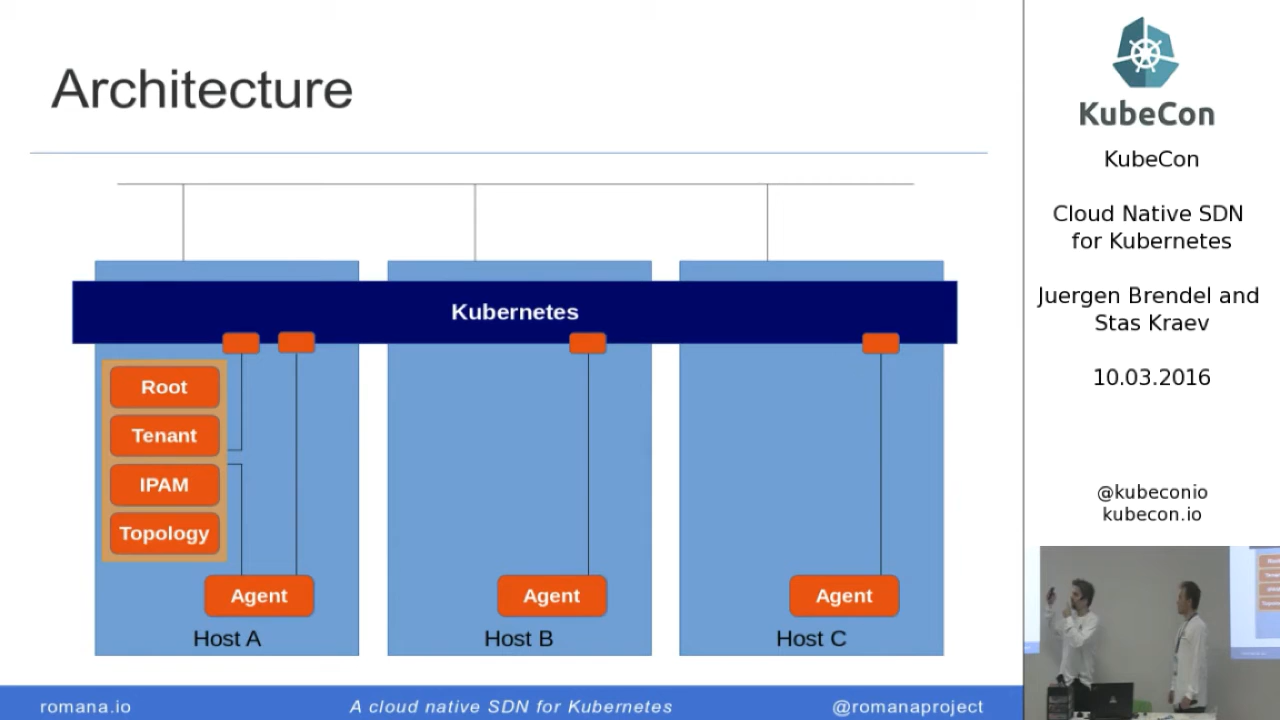 Architecture
Kubernetes
Root
Tenant
IPAM
Topology
Agent
Agent
Agent
Host A
Host B
Host C
romana.io
A cloud native SDN for Kubernetes
@romanaproject
KubeCon
KubeCon
Cloud Native SDN
for Kubernetes
Juergen Brendel and
Stas Kraev
10.03.2016
@kubeconio
kubecon.io